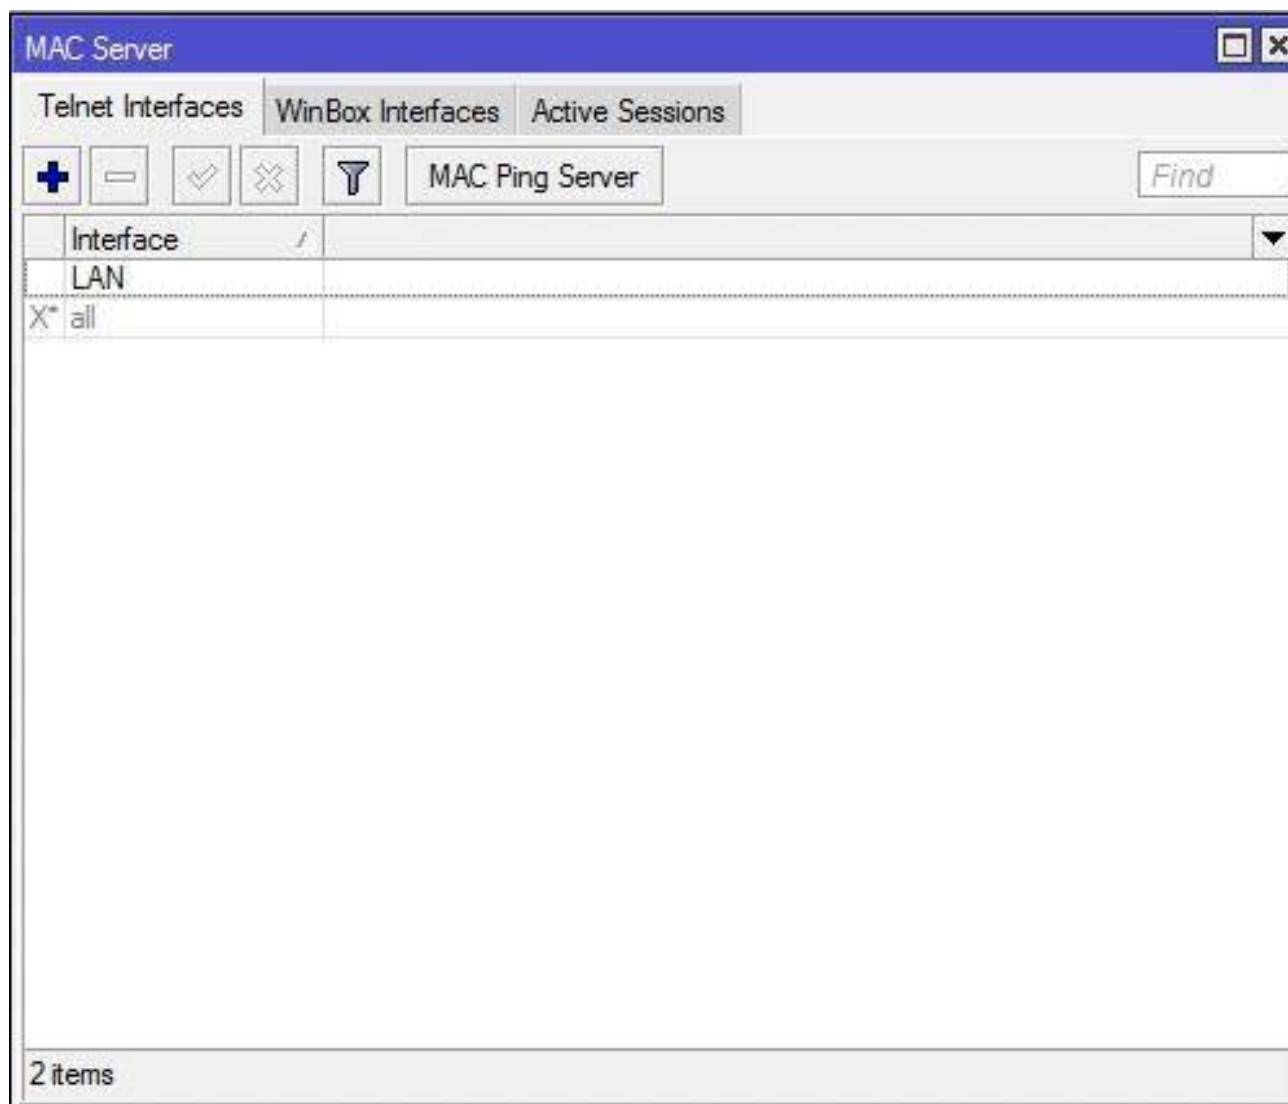 MAC Server
Telnet Interfaces WinBox Interfaces Active Sessions
MAC Ping Server Find
Interface
LAN
X* all
2 items